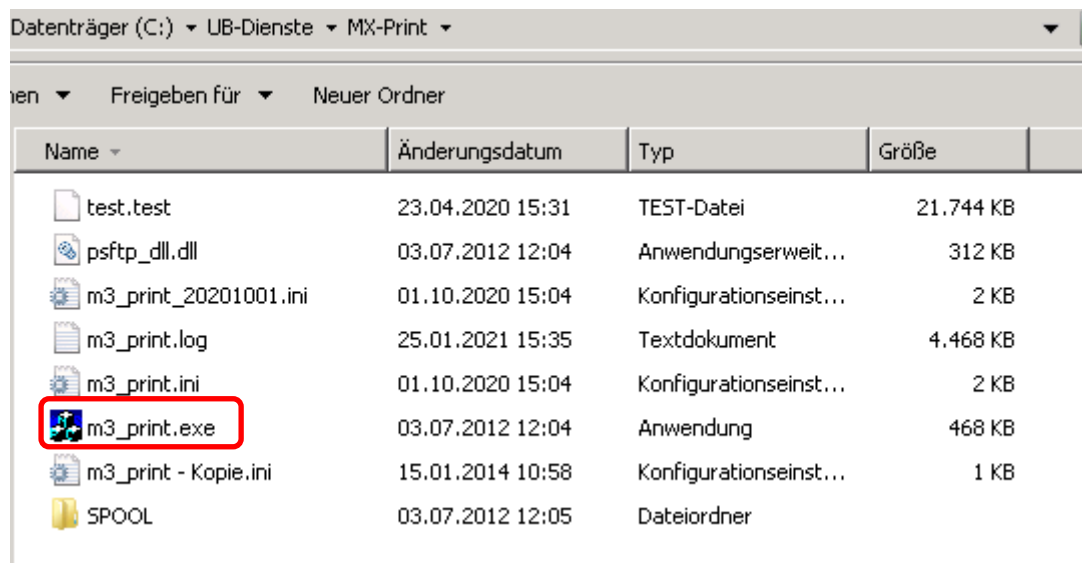 Datenträger (C:) UB-Dienste MX-Print
nen Freigeben für Neuer Ordner
Name Änderungsdatum Typ Größe
test.test 23.04.2020 15:31 TEST-Datei 21.744 KB
psftp_dll.dll 03.07.2012 12:04 Anwendungserweit... 312 KB
m3_print_20201001.ini 01.10.2020 15:04 Konfigurationseinst... 2 KB
m3_print.log 25.01.2021 15:35 Textdokument 4.468 KB
m3_print.ini 01.10.2020 15:04 Konfigurationseinst... 2 KB
m3_print.exe 03.07.2012 12:04 Anwendung 468 KB
m3_print - Kopie.ini 15.01.2014 10:58 Konfigurationseinst... 1 KB
SPOOL 03.07.2012 12:05 Dateiordner